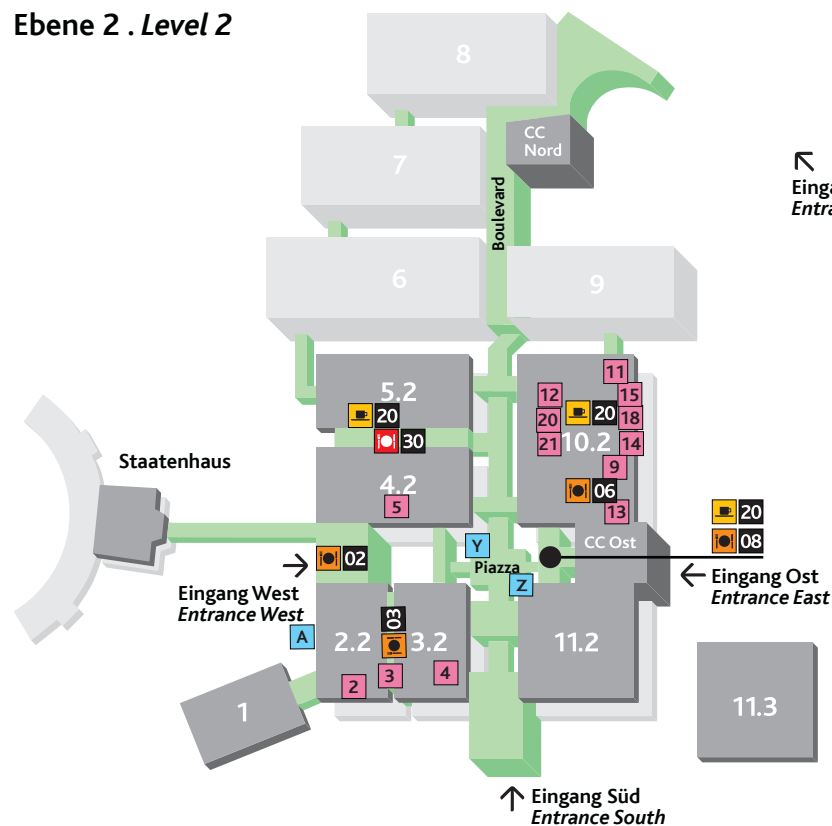 Ebene 2 . Level 2
8
CC
Nord
7
Boulevard
Einga
Entra
6
9
11
5.2
12
15
20
20
20
18
30
21
10.2
14
Staatenhaus
9
4.2
06
5
13
20
Y
CC Ost
08
02
Piazza
Eingang West
Entrance West
Z
Eingang Ost
Entrance East
03
A
2.2
3.2
11.2
3
4
2
1
11.3
Eingang Süd
Entrance South